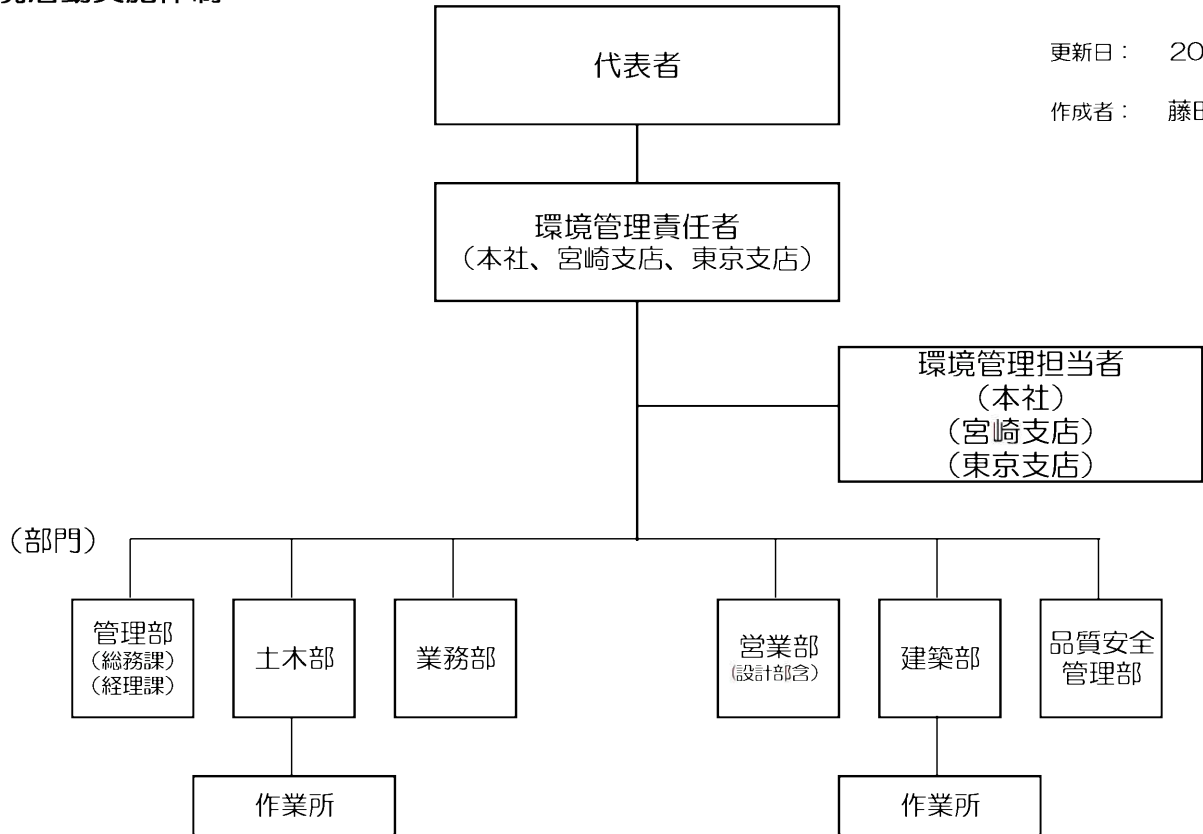 代表者
更新日： 20
作成者： 藤
環境管理責任者
（本社、宮崎支店、東京支店）
環境管理担当者
（本社）
（宮崎支店）
（東京支店）
（部門）
管理部
（総務課）
（経理課）
土木部
業務部
営業部
（設計部含）
建築部
品質安全
管理部
作業所
作業所